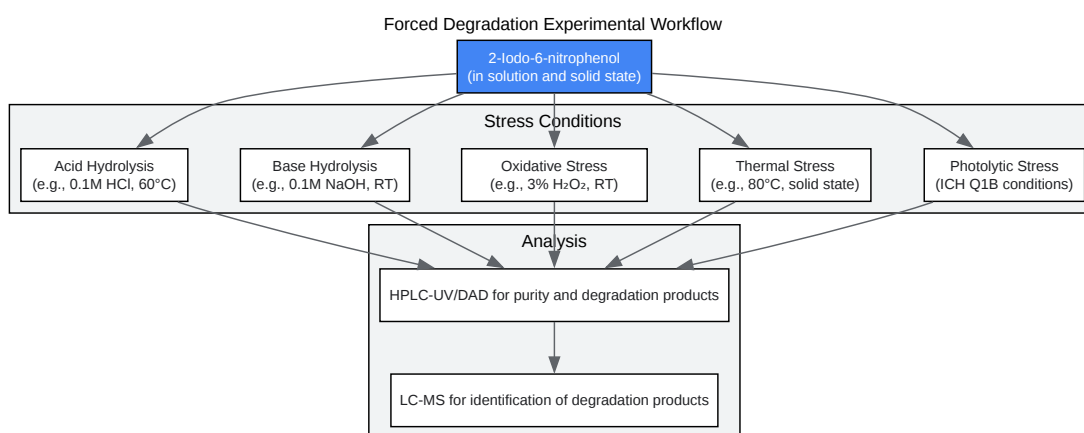 Forced Degradation Experimental Workflow
2-Iodo-6-nitrophenol
(in solution and solid state)
Stress Conditions
Acid Hydrolysis
(e.g., 0.1M HCl, 60°C)
Base Hydrolysis
(e.g., 0.1M NaOH, RT)
Oxidative Stress
(e.g., 3% H₂O₂, RT)
Thermal Stress
(e.g., 80°C, solid state)
Photolytic Stress
(ICH Q1B conditions)
Analysis
HPLC-UV/DAD for purity and degradation products
LC-MS for identification of degradation products